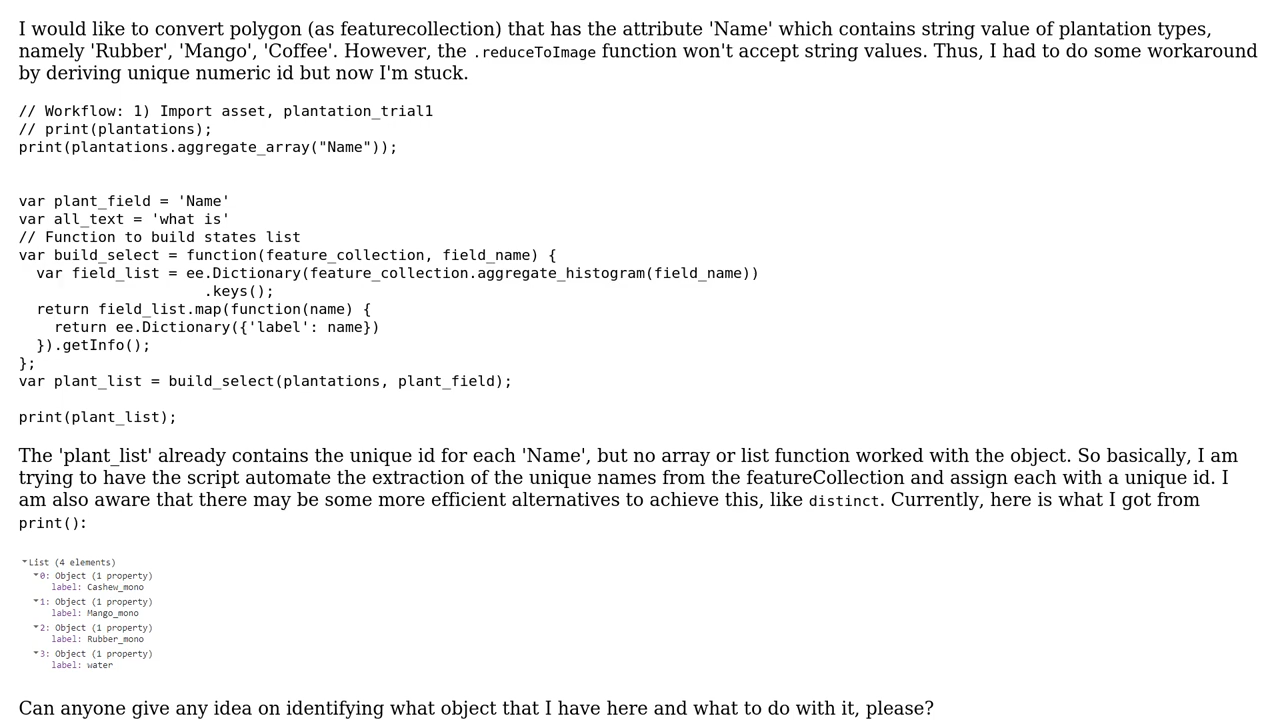 I would like to convert polygon (as featurecollection) that has the attribute 'Name' which contains string value of plantation types,
namely 'Rubber', 'Mango', 'Coffee'. However, the .reduceToImage function won't accept string values. Thus, I had to do some workaround
by deriving unique numeric id but now I'm stuck.
// Workflow: 1) Import asset, plantation_trial1
// print(plantations);
print(plantations.aggregate_array("Name"));
var plant_field = 'Name'
var all_text = 'what is'
// Function to build states list
var build_select = function(feature_collection, field_name) {
  var field_list = ee.Dictionary(feature_collection.aggregate_histogram(field_name))
                     .keys();
  return field_list.map(function(name) {
    return ee.Dictionary({'label': name})
  }).getInfo();
};
var plant_list = build_select(plantations, plant_field);
print(plant_list);
The 'plant_list' already contains the unique id for each 'Name', but no array or list function worked with the object. So basically, I am
trying to have the script automate the extraction of the unique names from the featureCollection and assign each with a unique id. I
am also aware that there may be some more efficient alternatives to achieve this, like distinct. Currently, here is what I got from
print():
List (4 elements)
0: Object (1 property)
label: Cashew_mono
1: Object (1 property)
label: Mango_mono
2: Object (1 property)
label: Rubber_mono
3: Object (1 property)
label: water
Can anyone give any idea on identifying what object that I have here and what to do with it, please?